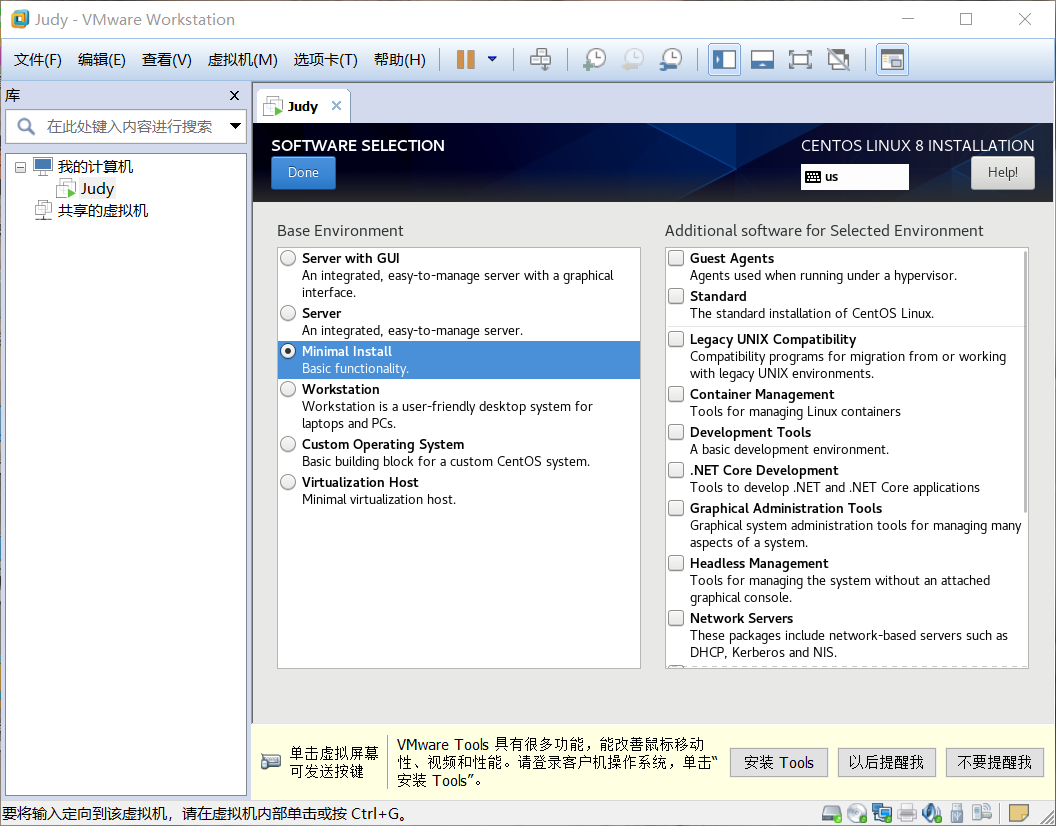 Judy - VMware Workstation
文件(F) 编辑(E) 查看(V) 虚拟机(M) 选项卡(T) 帮助(H)
库
在此处键入内容进行搜索
我的计算机
Judy
共享的虚拟机
Judy
SOFTWARE SELECTION
Done
CENTOS LINUX 8 INSTALLATION
us
Help!
Base Environment
Server with GUI
An integrated, easy-to-manage server with a graphical
interface.
Server
An integrated, easy-to-manage server.
Minimal Install
Basic functionality.
Workstation
Workstation is a user-friendly desktop system for
laptops and PCs.
Custom Operating System
Basic building block for a custom CentOS system.
Virtualization Host
Minimal virtualization host.
Additional software for Selected Environment
Guest Agents
Agents used when running under a hypervisor.
Standard
The standard installation of CentOS Linux.
Legacy UNIX Compatibility
Compatibility programs for migration from or working
with legacy UNIX environments.
Container Management
Tools for managing Linux containers
Development Tools
A basic development environment.
.NET Core Development
Tools to develop .NET and .NET Core applications
Graphical Administration Tools
Graphical system administration tools for managing many
aspects of a system.
Headless Management
Tools for managing the system without an attached
graphical console.
Network Servers
These packages include network-based servers such as
DHCP, Kerberos and NIS.
单击虚拟屏幕
可发送按键
VMware Tools 具有很多功能，能改善鼠标移动
性、视频和性能。请登录客户机操作系统，单击“
安装 Tools”。
安装 Tools
以后提醒我
不要提醒我
要将输入定向到该虚拟机，请在虚拟机内部单击或按 Ctrl+G。